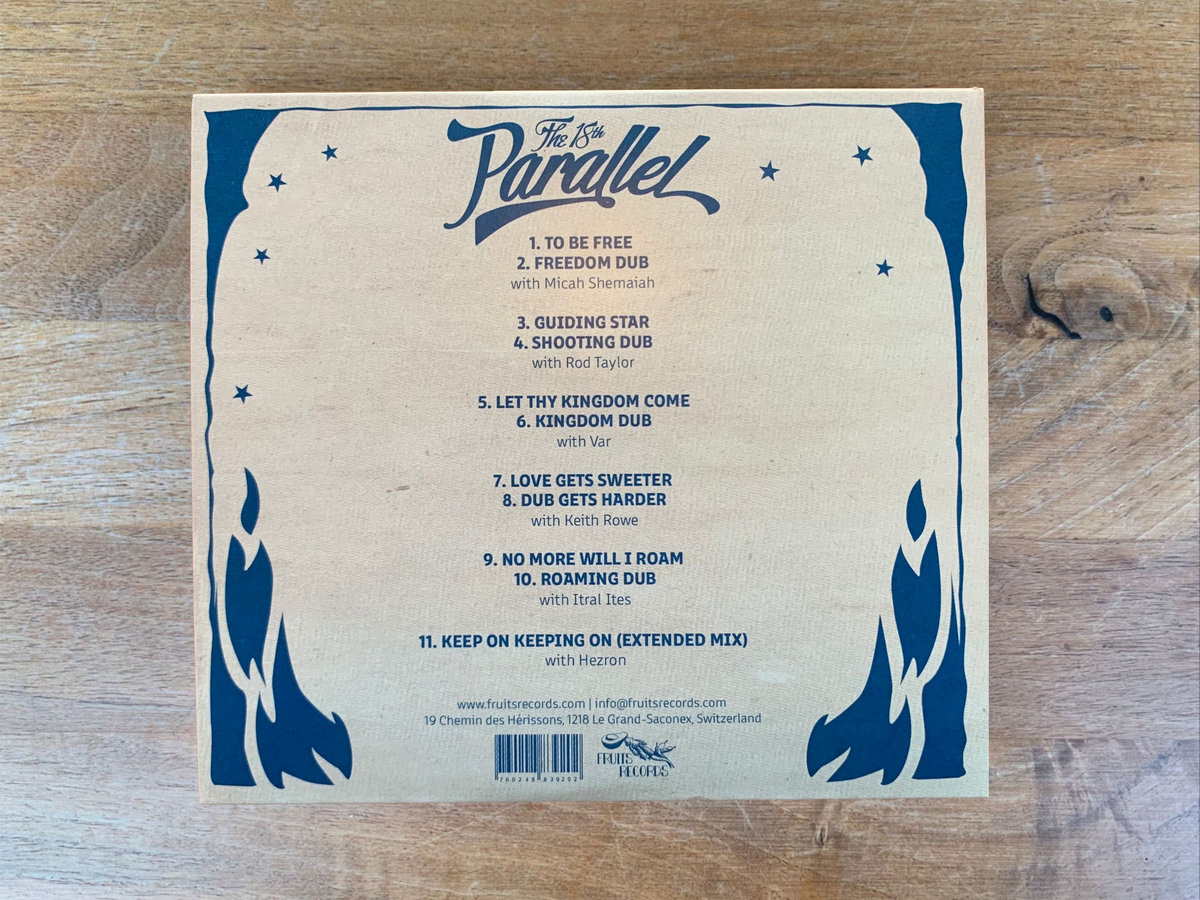 The 18th
Parallel
1. TO BE FREE
2. FREEDOM DUB
with Micah Shemaiah
3. GUIDING STAR
4. SHOOTING DUB
with Rod Taylor
5. LET THY KINGDOM COME
6. KINGDOM DUB
with Var
7. LOVE GETS SWEETER
8. DUB GETS HARDER
with Keith Rowe
9. NO MORE WILL I ROAM
10. ROAMING DUB
with Itral Ites
11. KEEP ON KEEPING ON (EXTENDED MIX)
with Hezron
www.fruitsrecords.com | info@fruitsrecords.com
19 Chemin des Hérissons, 1218 Le Grand-Saconex, Switzerland
7 60248 839202
FRUITS
RECORDS